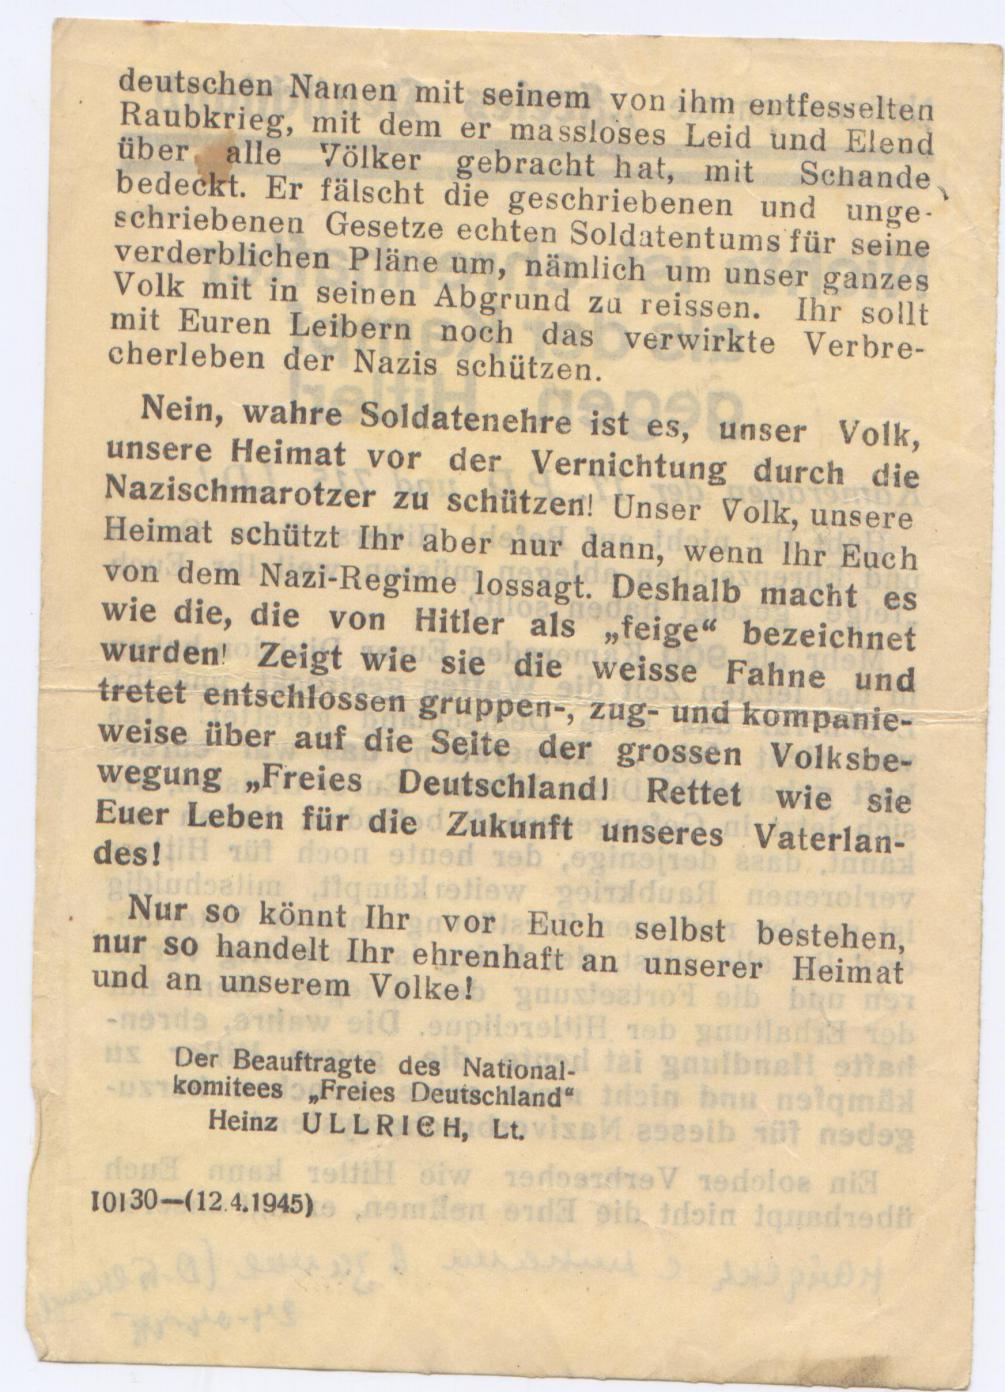 deutschen Namen mit seinem von ihm entfesselten
Raubkrieg, mit dem er massloses Leid und Elend
über alle Völker gebracht hat, mit Schande
bedeckt. Er fälscht die geschriebenen und unge-
schriebenen Gesetze echten Soldatentums für seine
verderblichen Pläne um, nämlich um unser ganzes
Volk mit in seinen Abgrund zu reissen. Ihr sollt
mit Euren Leibern noch das verwirkte Verbre-
cherleben der Nazis schützen.
Nein, wahre Soldatenehre ist es, unser Volk,
unsere Heimat vor der Vernichtung durch die
Nazischmarotzer zu schützen! Unser Volk, unsere
Heimat schützt Ihr aber nur dann, wenn Ihr Euch
von dem Nazi-Regime lossagt. Deshalb macht es
wie die, die von Hitler als „feige“ bezeichnet
wurden! Zeigt wie sie die weisse Fahne und
tretet entschlossen gruppen-, zug- und kompanie-
weise über auf die Seite der grossen Volksbe-
wegung „Freies Deutschland! Rettet wie sie
Euer Leben für die Zukunft unseres Vaterlan-
des!
Nur so könnt Ihr vor Euch selbst bestehen,
nur so handelt Ihr ehrenhaft an unserer Heimat
und an unserem Volke!
Der Beauftragte des National-
komitees „Freies Deutschland“
Heinz ULLRICH, Lt.
10130—(12.4.1945)